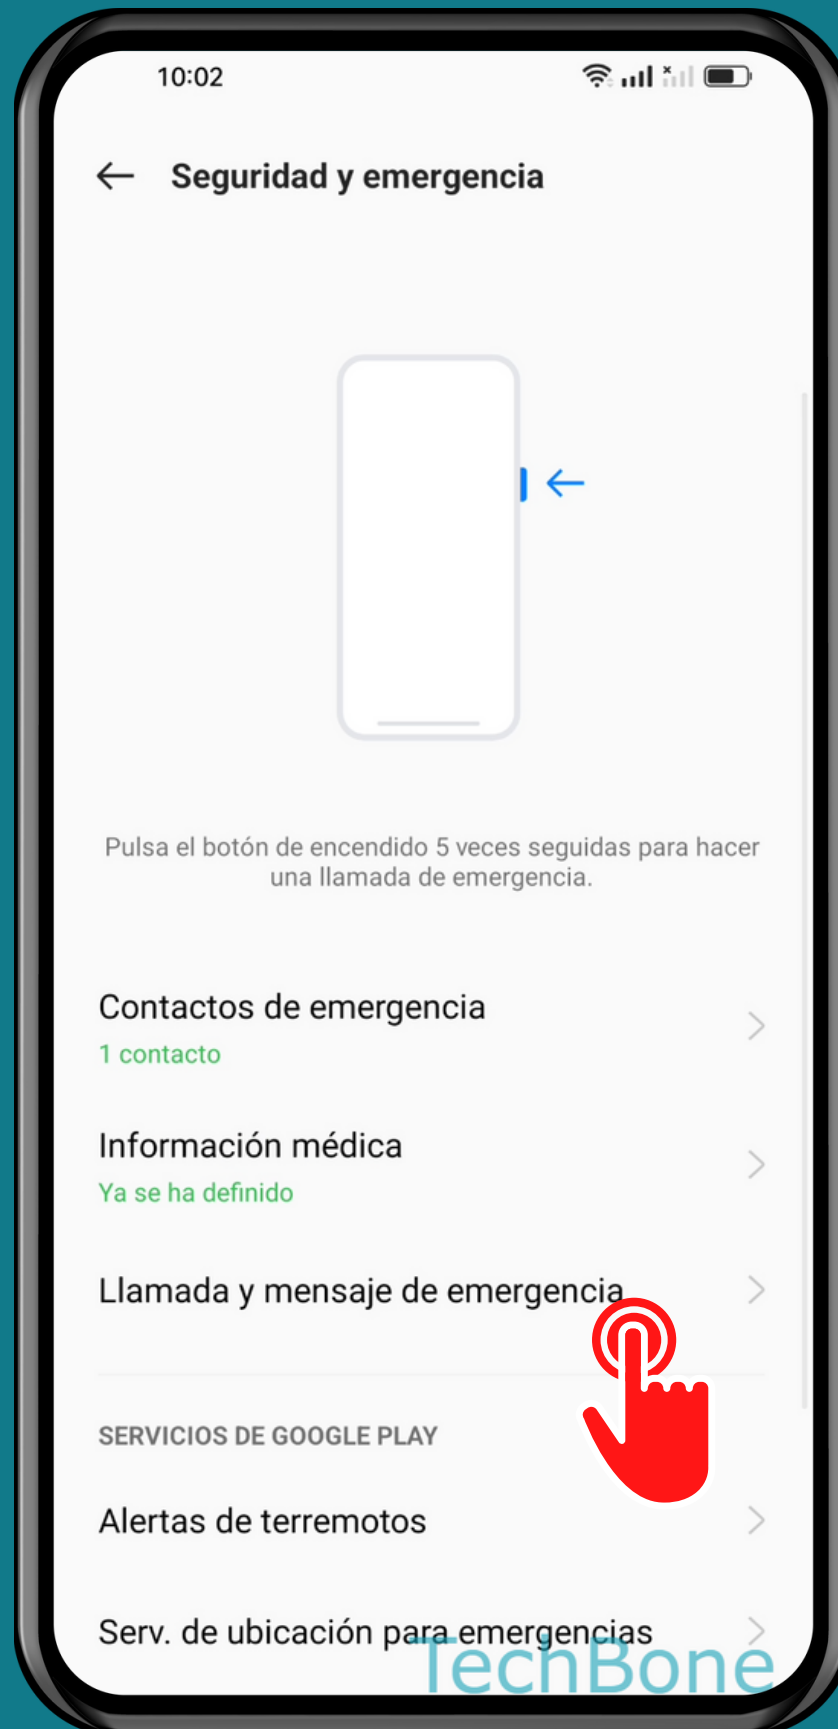 10:02
Seguridad y emergencia
Pulsa el botón de encendido 5 veces seguidas para hacer
una llamada de emergencia.
Contactos de emergencia
1 contacto
Información médica
Ya se ha definido
Llamada y mensaje de emergencia
SERVICIOS DE GOOGLE PLAY
Alertas de terremotos
Serv. de ubicación para emergencias
TechBone